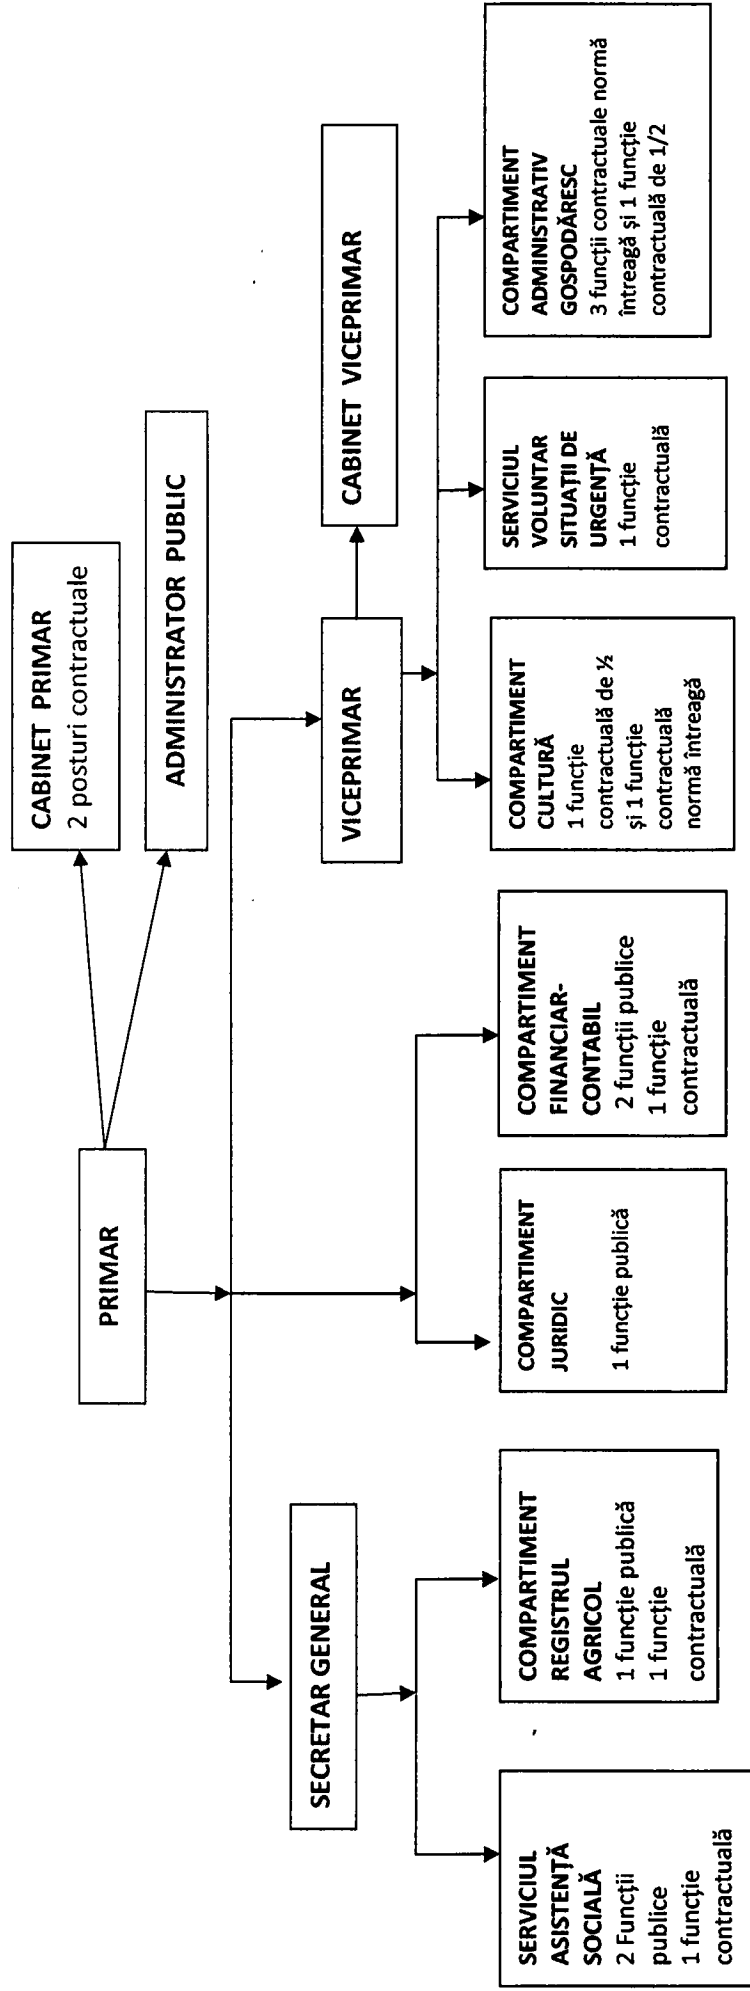 CABINET PRIMAR
2 posturi contractuale
ADMINISTRATOR PUBLIC
PRIMAR
SECRETAR GENERAL
VICEPRIMAR
CABINET VICEPRIMAR
SERVICIUL
ASISTENȚĂ
SOCIALĂ
2 Funcții
publice
1 funcție
contractuală
COMPARTIMENT
REGISTRUL
AGRICOL
1 funcție publică
1 funcție
contractuală
COMPARTIMENT
JURIDIC
1 funcție publică
COMPARTIMENT
FINANCIAR-
CONTABIL
2 funcții publice
1 funcție
contractuală
COMPARTIMENT
CULTURĂ
1 funcție
contractuală de ½
și 1 funcție
contractuală
normă întreagă
SERVICIUL
VOLUNTAR
SITUAȚII DE
URGENȚĂ
1 funcție
contractuală
COMPARTIMENT
ADMINISTRATIV
GOSPODĂRESC
3 funcții contractuale normă
întreagă și 1 funcție
contractuală de 1/2